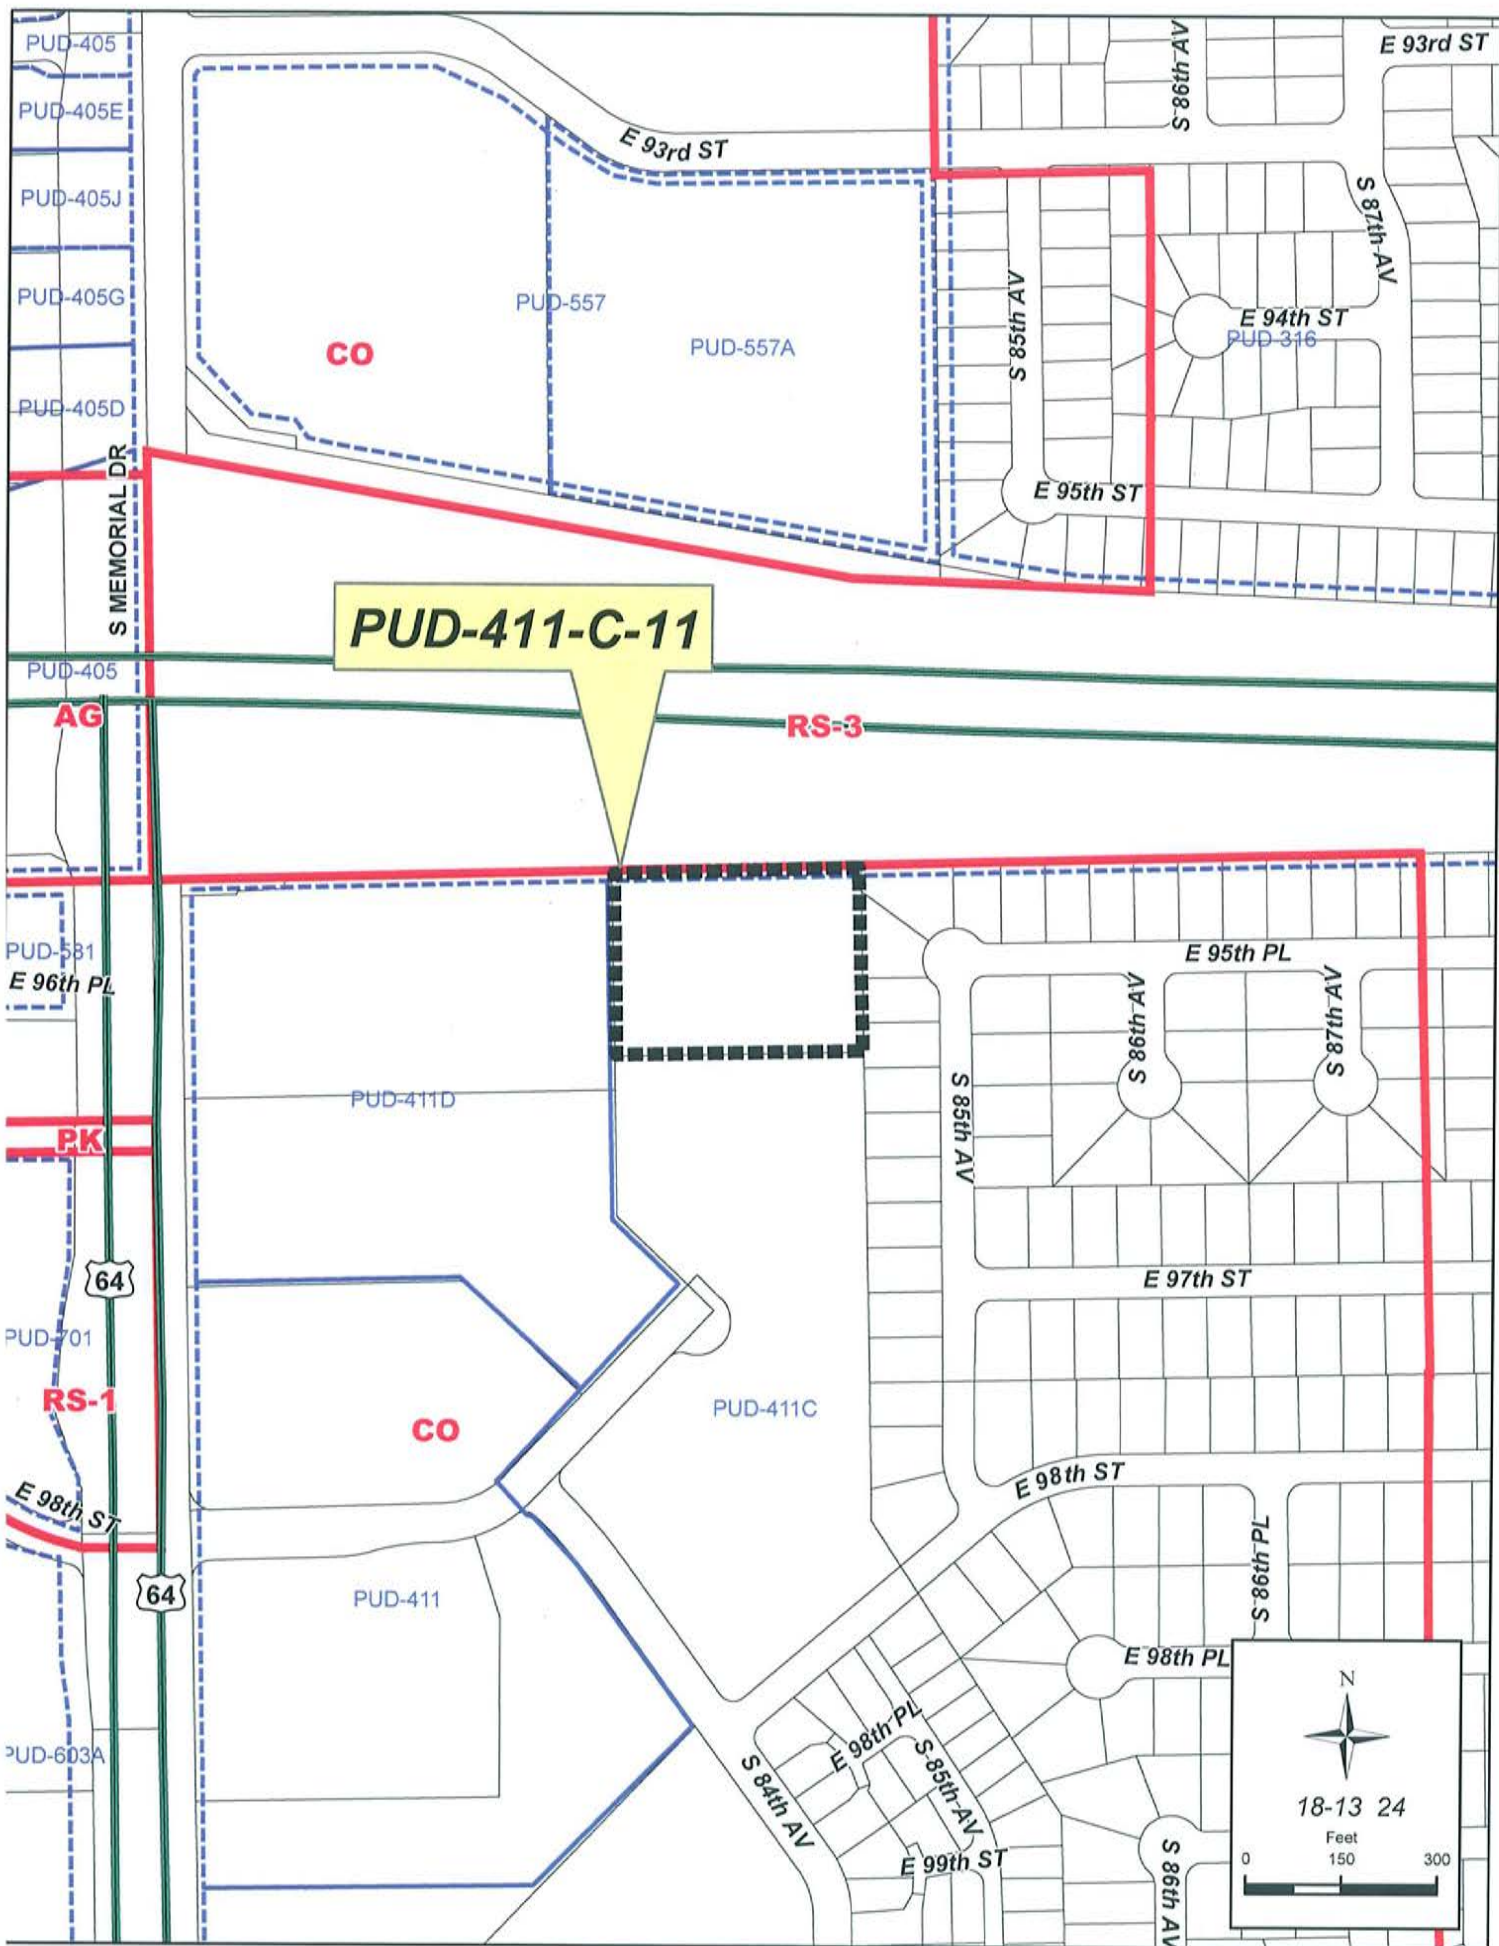 PUD-405
S 86th AV
E 93rd ST
PUD-405E
E 93rd ST
PUD-405J
S 87th AV
PUD-405G
PUD-557
S 85th AV
E 94th ST
PUD-316
CO
PUD-557A
PUD-405D
S MEMORIAL DR
E 95th ST
PUD-411-C-11
PUD-405
AG
RS-3
PUD-581
E 96th PL
E 95th PL
S 86th AV
S 87th AV
PUD-411D
S 85th AV
PK
64
E 97th ST
PUD-701
RS-1
CO
PUD-411C
E 98th ST
E 98th ST
S 86th PL
64
PUD-411
E 98th PL
N
E 98th PL
PUD-603A
S 84th AV
S 85th AV
18-13 24
Feet
0 150 300
E 99th ST
S 86th AV